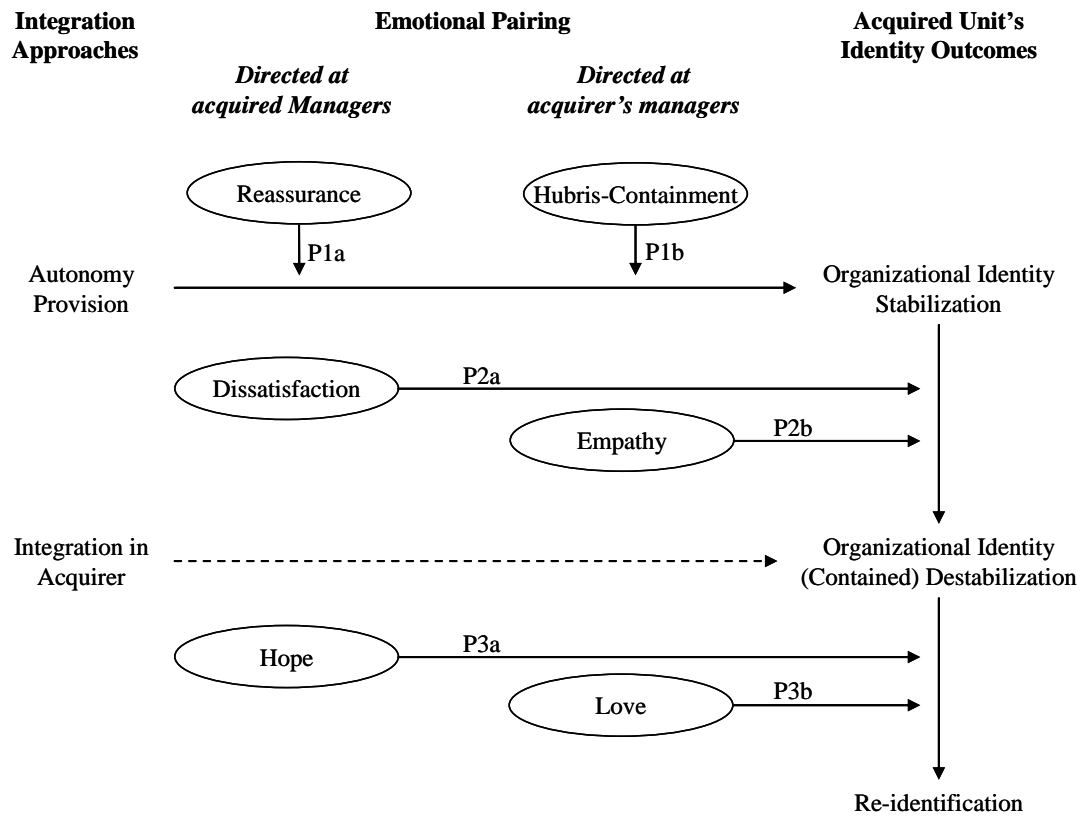 Integration
Approaches
Emotional Pairing
Acquired Unit's
Identity Outcomes
Directed at
acquired Managers
Directed at
acquirer's managers
Reassurance
Hubris-Containment
P1a
P1b
Autonomy
Provision
Organizational Identity
Stabilization
Dissatisfaction
P2a
Empathy
P2b
Integration in
Acquirer
Organizational Identity
(Contained) Destabilization
Hope
P3a
Love
P3b
Re-identification